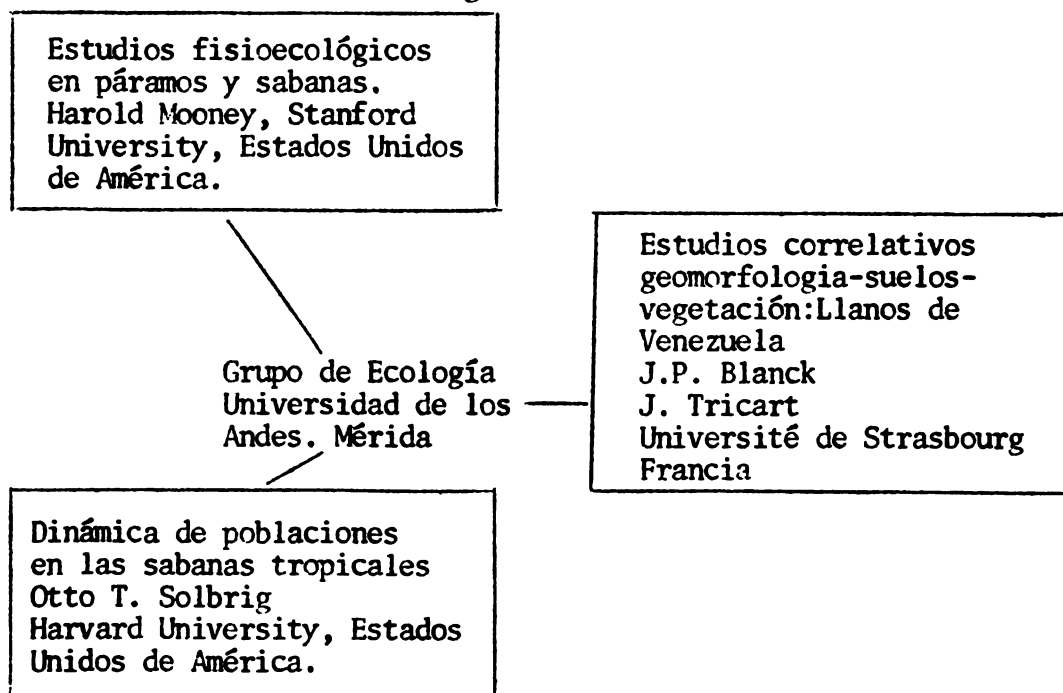 Estudios fisioecológicos
en páramos y sabanas.
Harold Mooney, Stanford
University, Estados Unidos
de América.
Estudios correlativos
geomorfologia-suelos-
vegetación:Llanos de
Venezuela
J.P. Blanck
J. Tricart
Université de Strasbourg
Francia
Grupo de Ecología
Universidad de los
Andes. Mérida
Dinámica de poblaciones
en las sabanas tropicales
Otto T. Solbrig
Harvard University, Estados
Unidos de América.